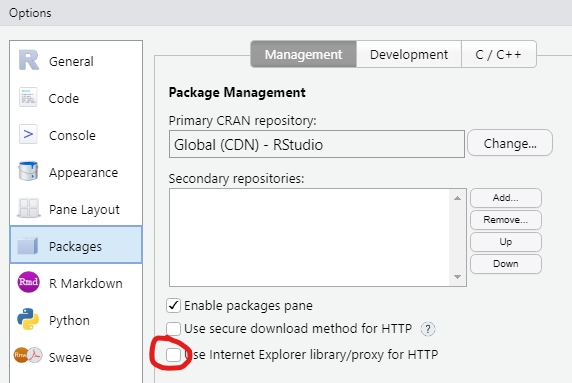 Options
General
Code
Console
Appearance
Pane Layout
Packages
Rmd R Markdown
Python
Rnw Sweave
Management Development C / C++
Package Management
Primary CRAN repository:
Global (CDN) - RStudio Change...
Secondary repositories:
Add...
Remove...
Up
Down
Enable packages pane
Use secure download method for HTTP ?
Use Internet Explorer library/proxy for HTTP